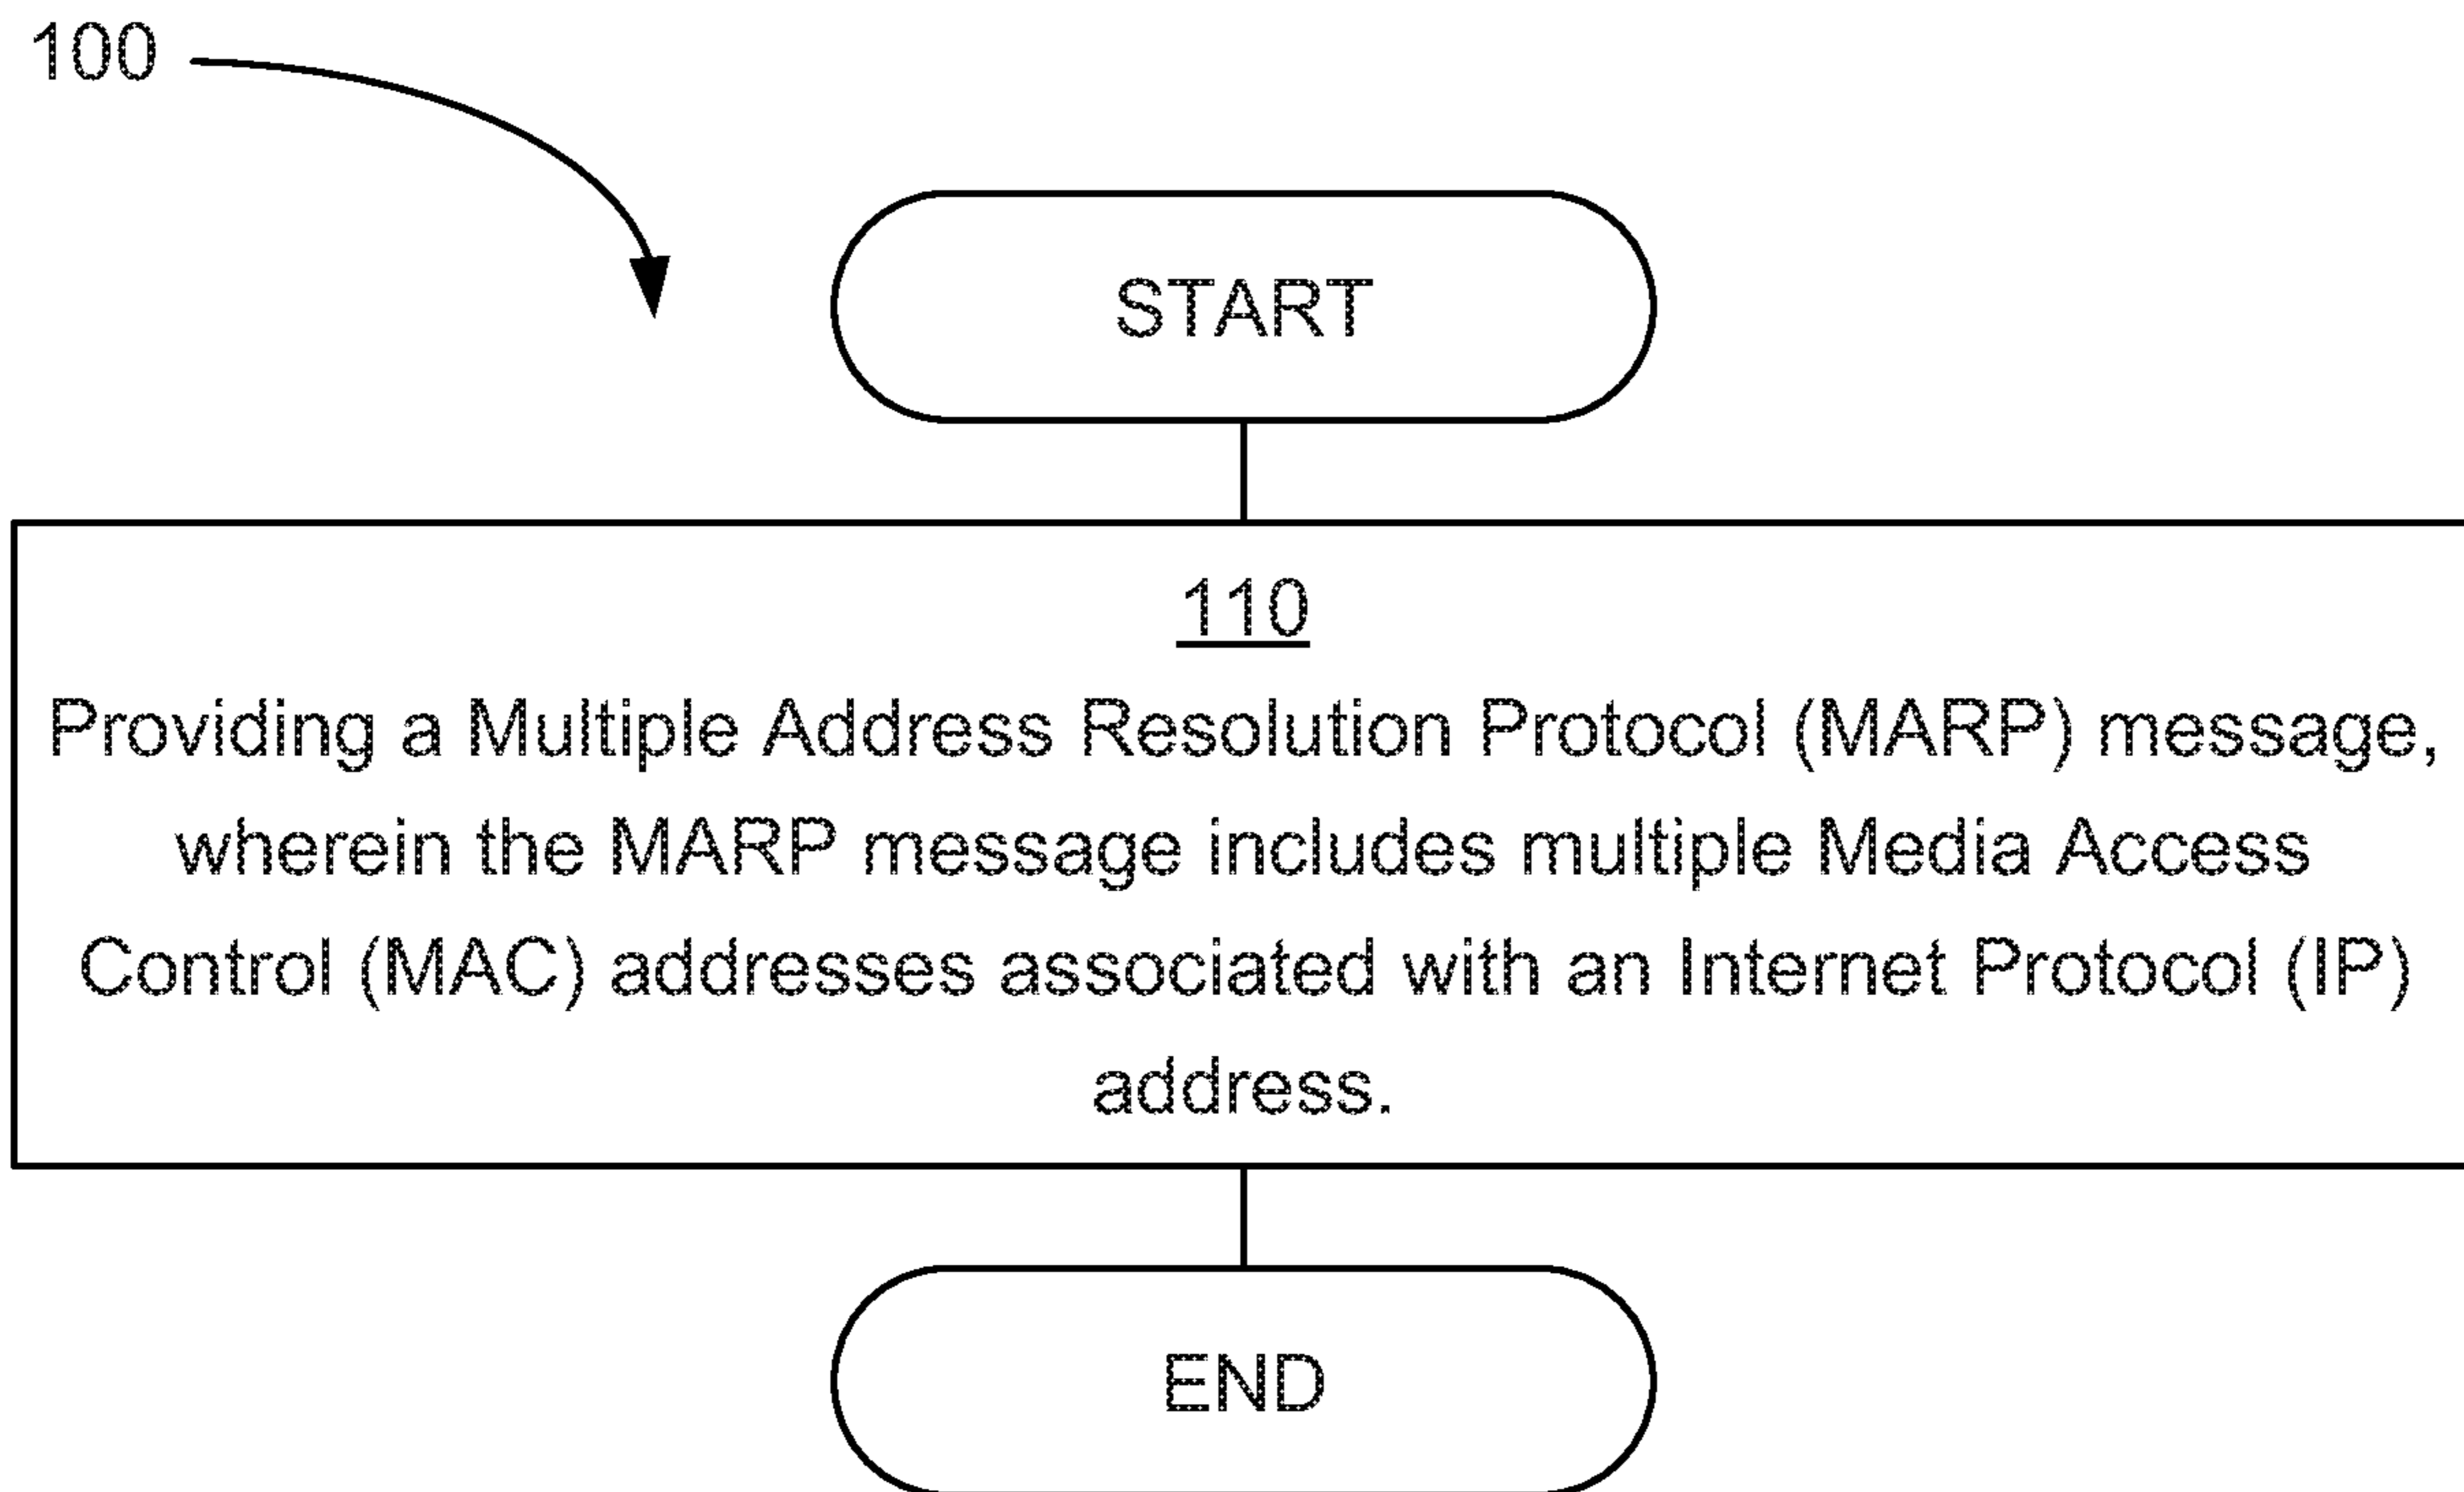 100
START
110
Providing a Multiple Address Resolution Protocol (MARP) message,
wherein the MARP message includes multiple Media Access
Control (MAC) addresses associated with an Internet Protocol (IP)
address.
END